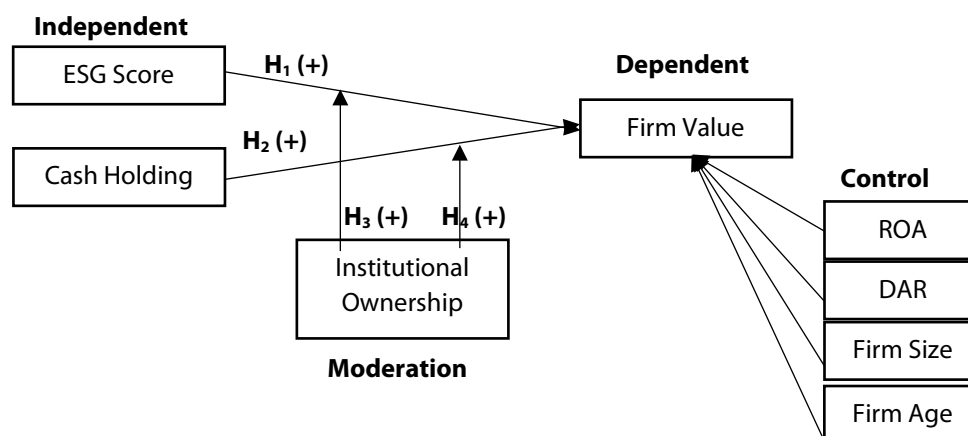 Independent
ESG Score
H₁ (+)
Dependent
Firm Value
H₂ (+)
Cash Holding
Control
H₃ (+)
H₄ (+)
ROA
Institutional
Ownership
DAR
Moderation
Firm Size
Firm Age